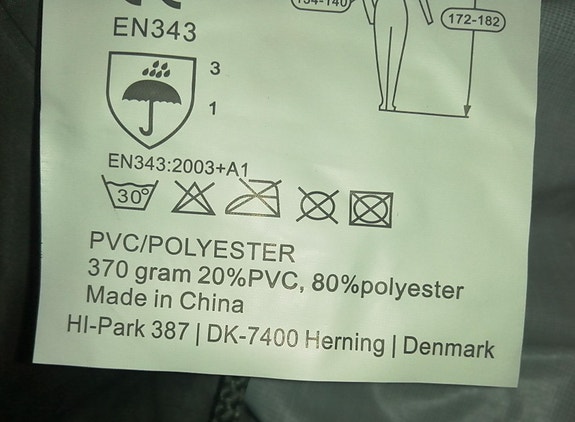 EN343
172-182
3
1
EN343:2003+A1
30°
PVC/POLYESTER
370 gram 20%PVC, 80%polyester
Made in China
HI-Park 387 | DK-7400 Herning | Denmark